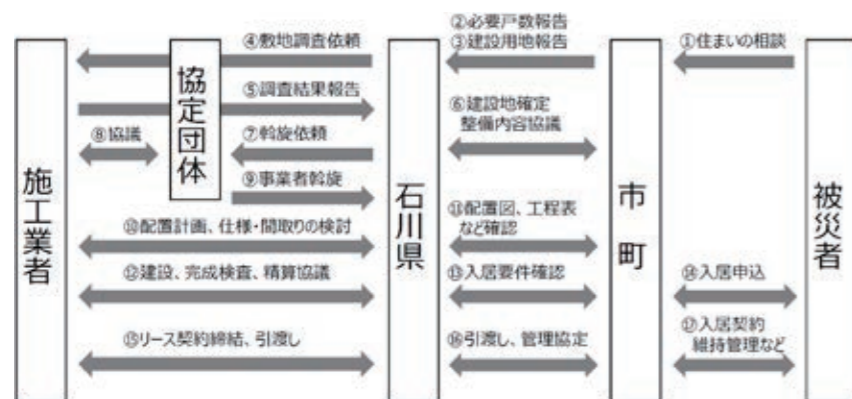 ②必要戸数報告
④敷地調査依頼
③建設用地報告
①住まいの相談
協定団体
⑤調査結果報告
⑥建設地確定
整備内容協議
⑧協議
⑦斡旋依頼
⑨事業者斡旋
施工業者
石川県
市町
被災者
⑩配置計画、仕様・間取りの検討
⑪配置図、工程表
など確認
⑫建設、完成検査、精算協議
⑬入居要件確認
⑭入居申込
⑮リース契約締結、引渡し
⑯引渡し、管理協定
⑰入居契約
維持管理など